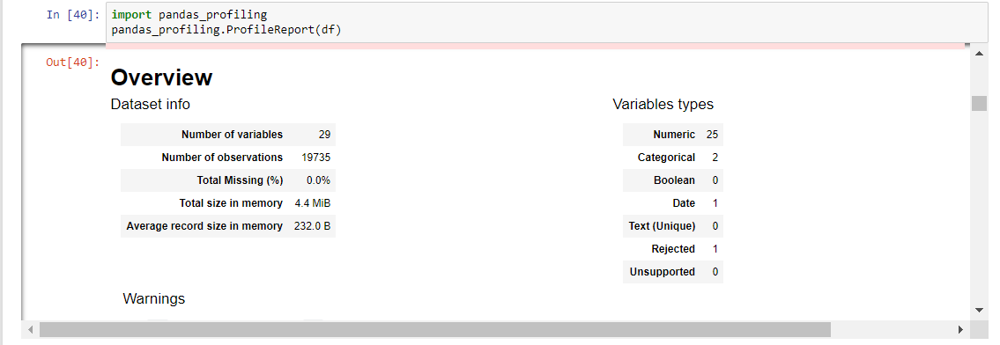 In [40]: import pandas_profiling
pandas_profiling.ProfileReport(df)
Out[40]:
Overview
Dataset info
Number of variables 29
Number of observations 19735
Total Missing (%) 0.0%
Total size in memory 4.4 MiB
Average record size in memory 232.0 B
Variables types
Numeric 25
Categorical 2
Boolean 0
Date 1
Text (Unique) 0
Rejected 1
Unsupported 0
Warnings